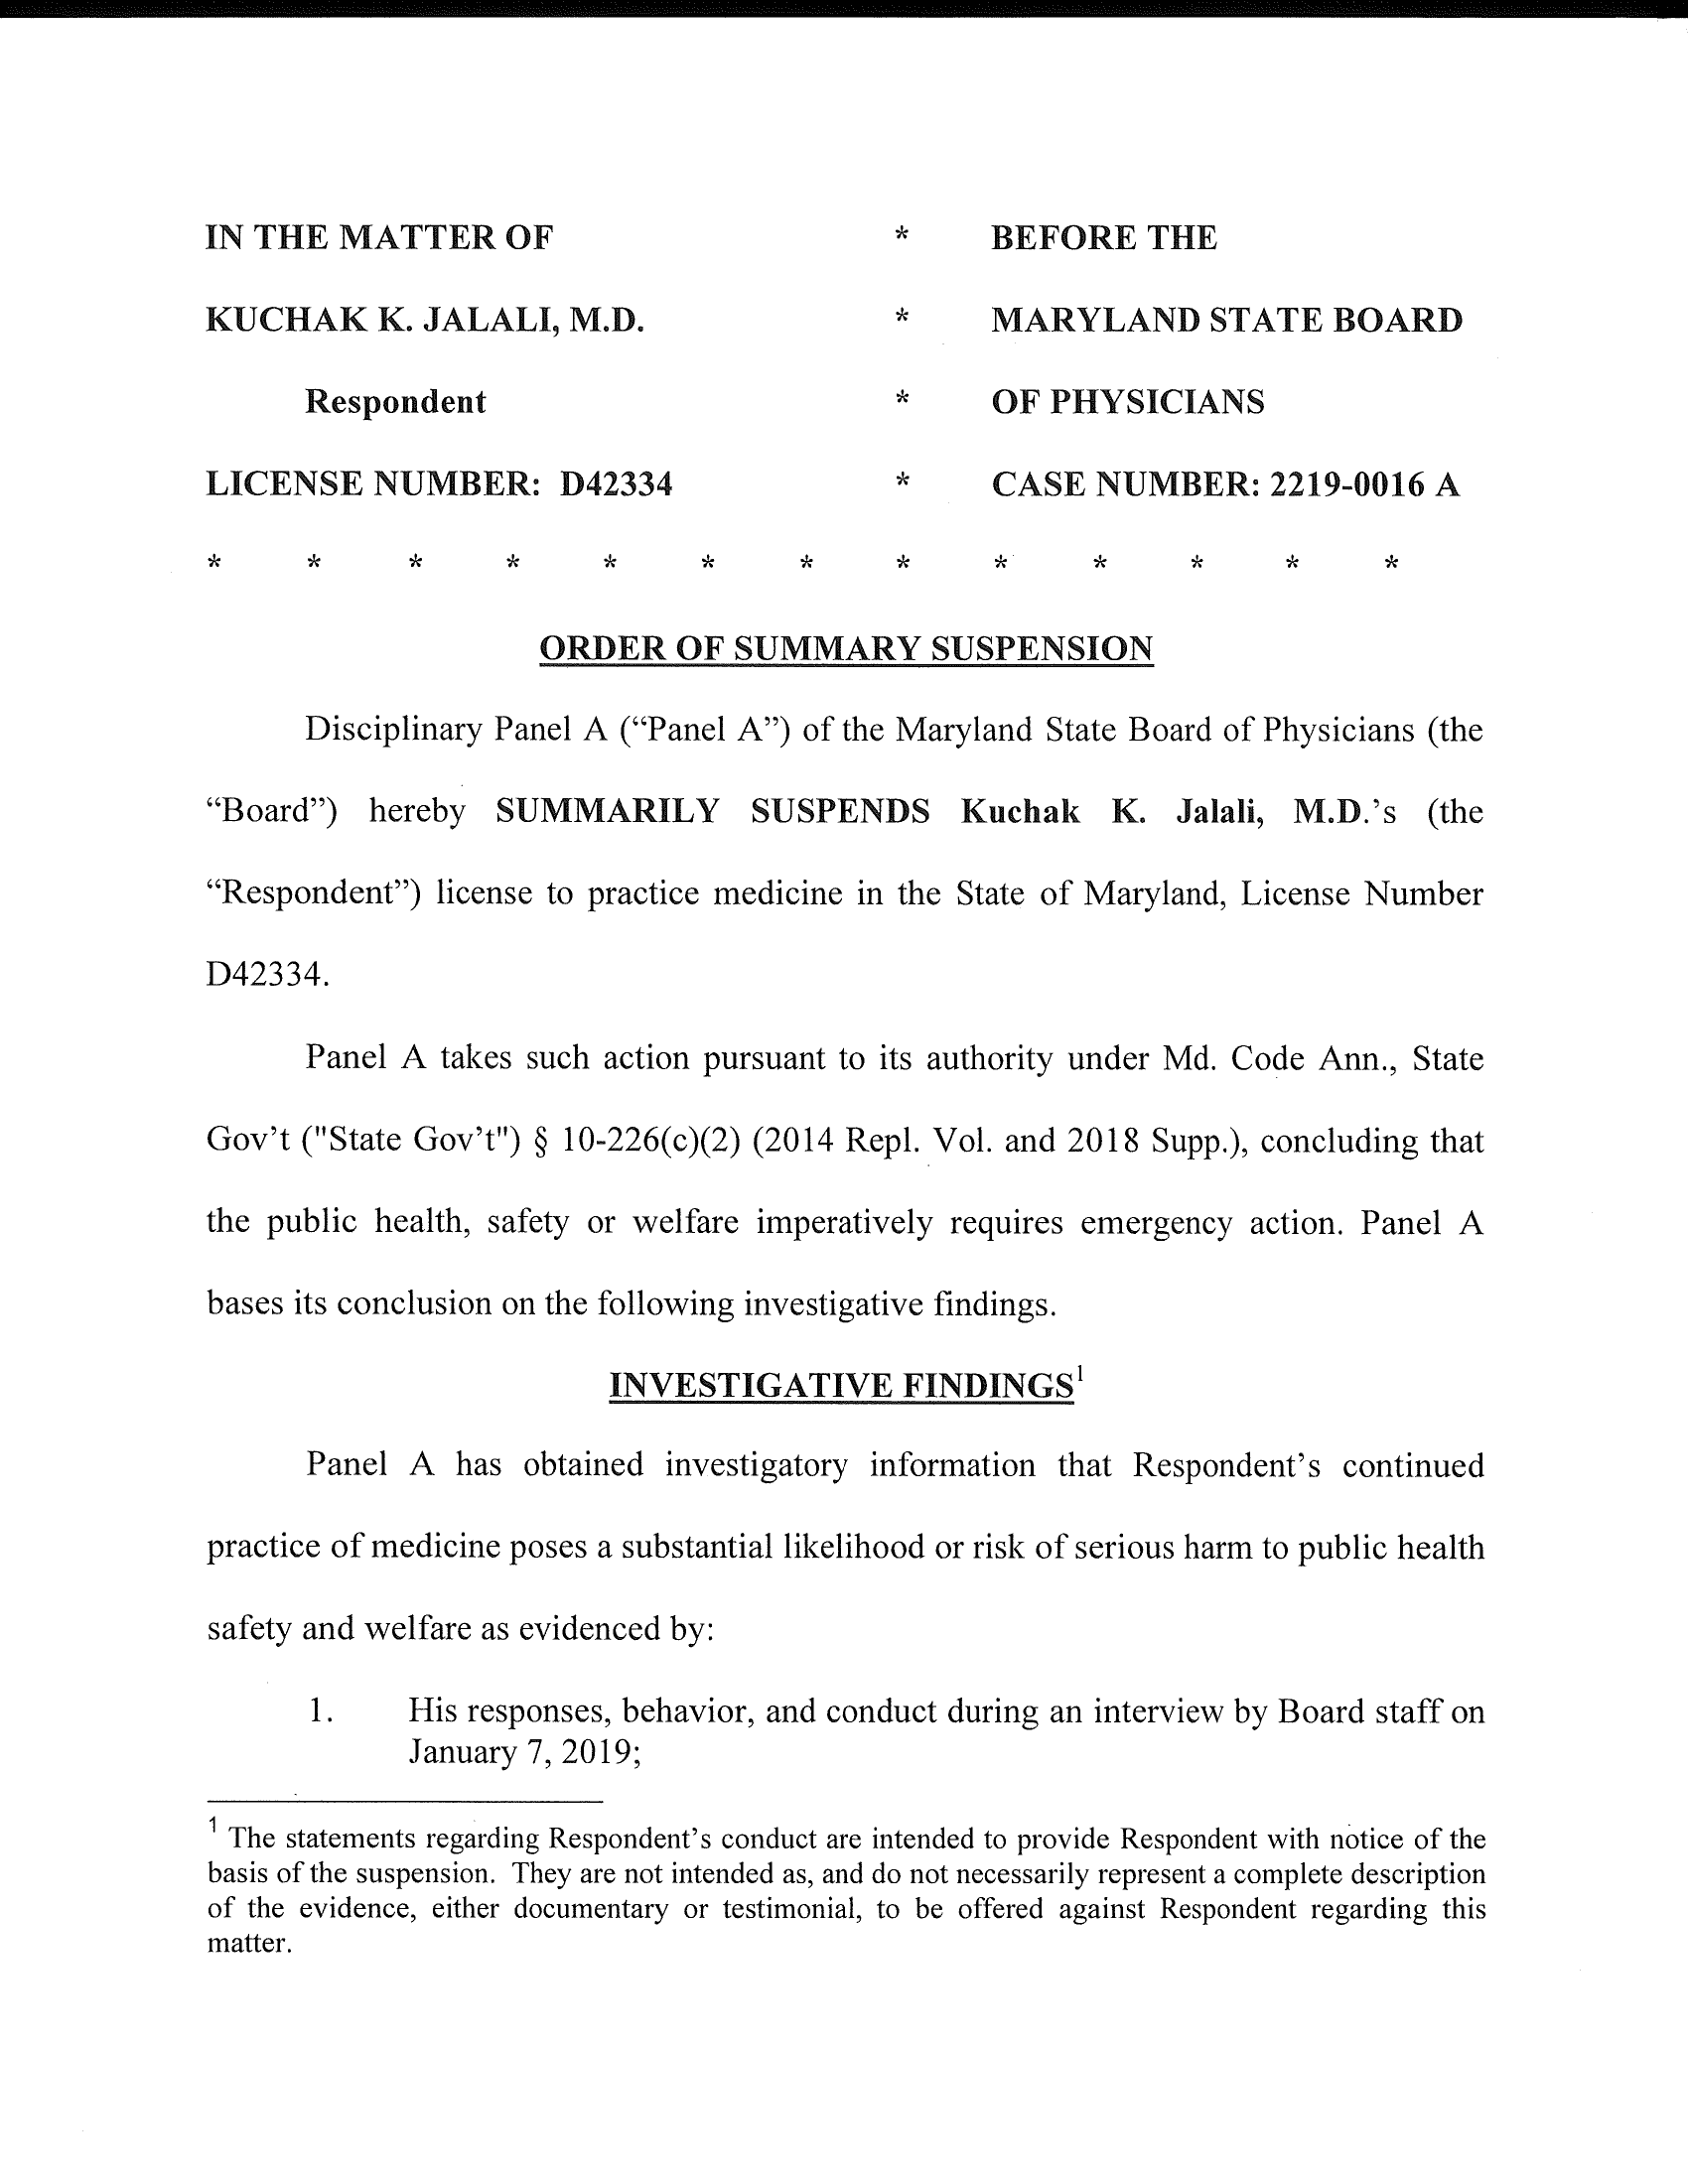 IN THE MATTER OF * BEFORE THE
KUCHAK K. JALALI, M.D. * MARYLAND STATE BOARD
Respondent * OF PHYSICIANS
LICENSE NUMBER: D42334 * CASE NUMBER: 2219-0016 A
* * * * * * * * * * * * *
ORDER OF SUMMARY SUSPENSION
Disciplinary Panel A (“Panel A”) of the Maryland State Board of Physicians (the
“Board”) hereby SUMMARILY SUSPENDS Kuchak K. Jalali, M.D.’s (the
“Respondent”) license to practice medicine in the State of Maryland, License Number
D42334.
Panel A takes such action pursuant to its authority under Md. Code Ann., State
Gov’t ("State Gov’t") § 10-226(c)(2) (2014 Repl. Vol. and 2018 Supp.), concluding that
the public health, safety or welfare imperatively requires emergency action. Panel A
bases its conclusion on the following investigative findings.
INVESTIGATIVE FINDINGS¹
Panel A has obtained investigatory information that Respondent’s continued
practice of medicine poses a substantial likelihood or risk of serious harm to public health
safety and welfare as evidenced by:
1. His responses, behavior, and conduct during an interview by Board staff on
January 7, 2019;
¹ The statements regarding Respondent’s conduct are intended to provide Respondent with notice of the
basis of the suspension. They are not intended as, and do not necessarily represent a complete description
of the evidence, either documentary or testimonial, to be offered against Respondent regarding this
matter.